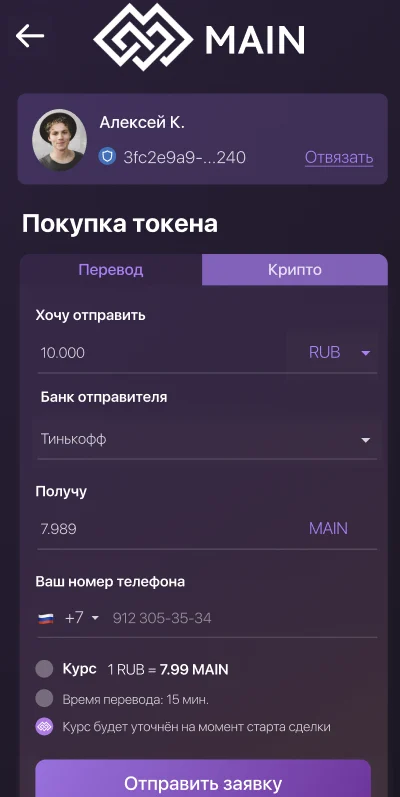 MAIN
Алексей К.
3fc2e9a9-...240 Отвязать
Покупка токена
Перевод Крипто
Хочу отправить
10.000 RUB
Банк отправителя
Тинькофф
Получу
7.989 MAIN
Ваш номер телефона
+7 912 305-35-34
Курс 1 RUB = 7.99 MAIN
Время перевода: 15 мин.
Курс будет уточнён на момент старта сделки
Отправить заявку